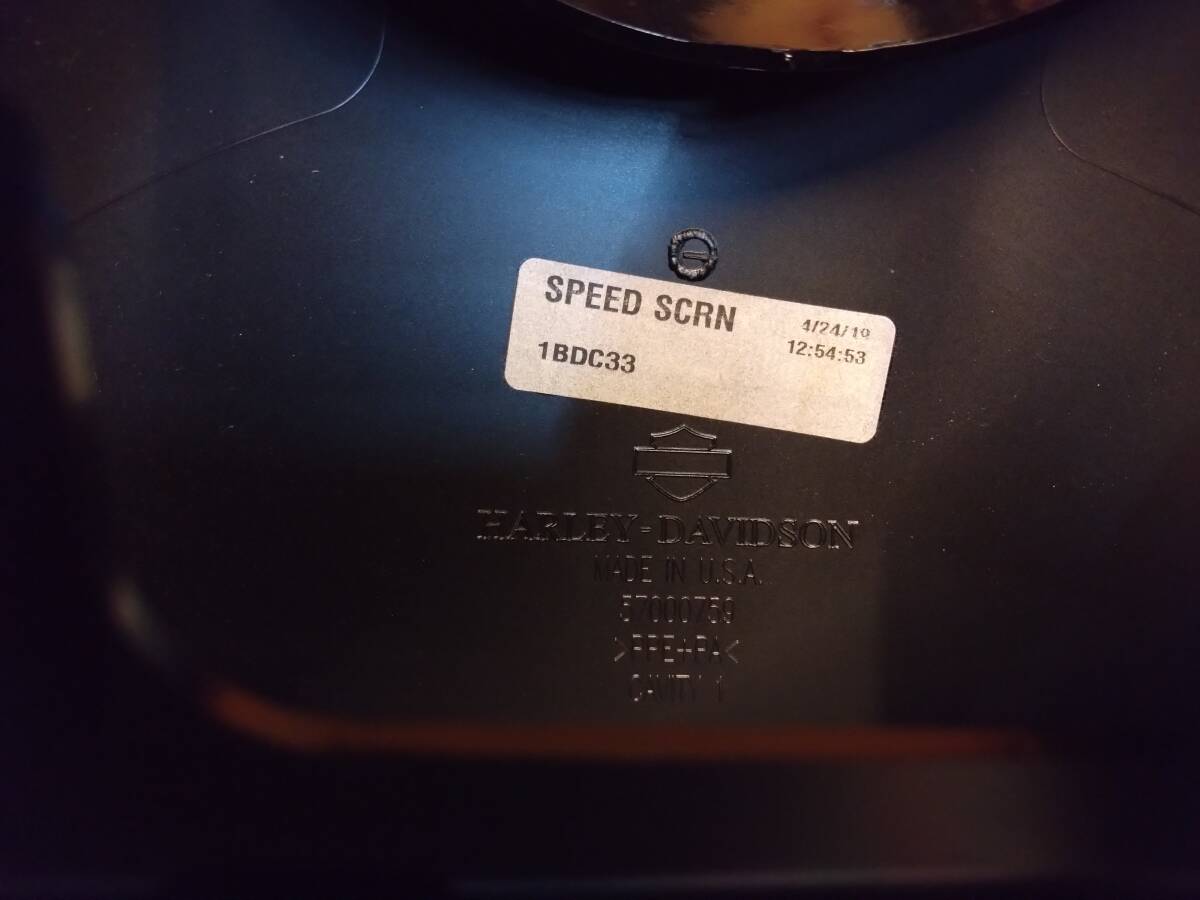 SPEED SCRN
4/24/19
1BDC33
12:54:53
HARLEY-DAVIDSON
MADE IN U.S.A.
57000759
>PPE+PA<
CAVITY 1